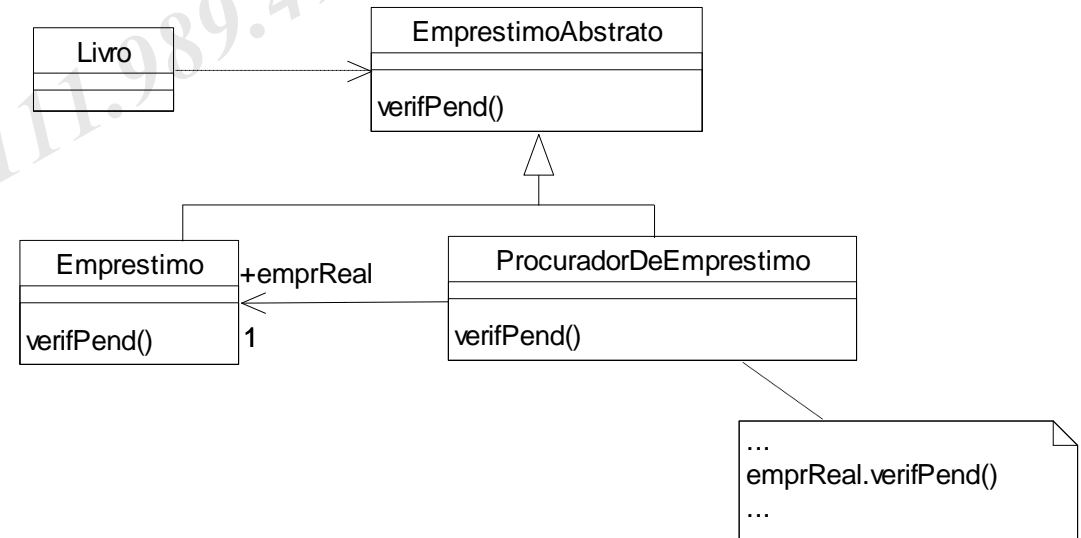 Livro
EmprestimoAbstrato
verifPend()
Emprestimo
verifPend()
+emprReal
1
ProcuradorDeEmprestimo
verifPend()
...
emprReal.verifPend()
...